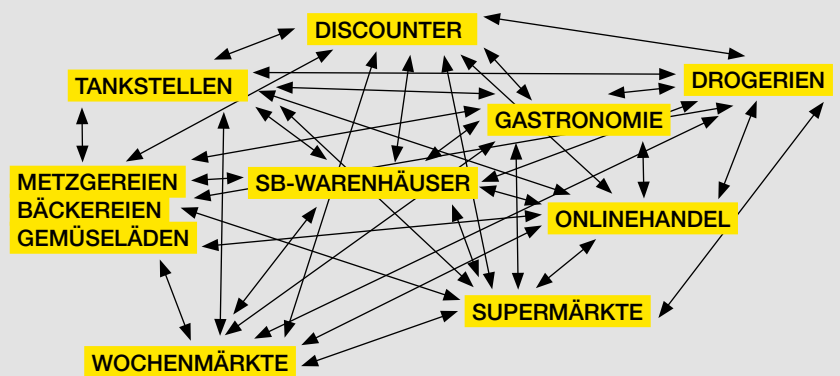 DISCOUNTER
TANKSTELLEN
DROGERIEN
GASTRONOMIE
METZGEREIEN
BÄCKEREIEN
GEMÜSELÄDEN
SB-WARENHÄUSER
ONLINEHANDEL
SUPERMÄRKTE
WOCHENMÄRKTE